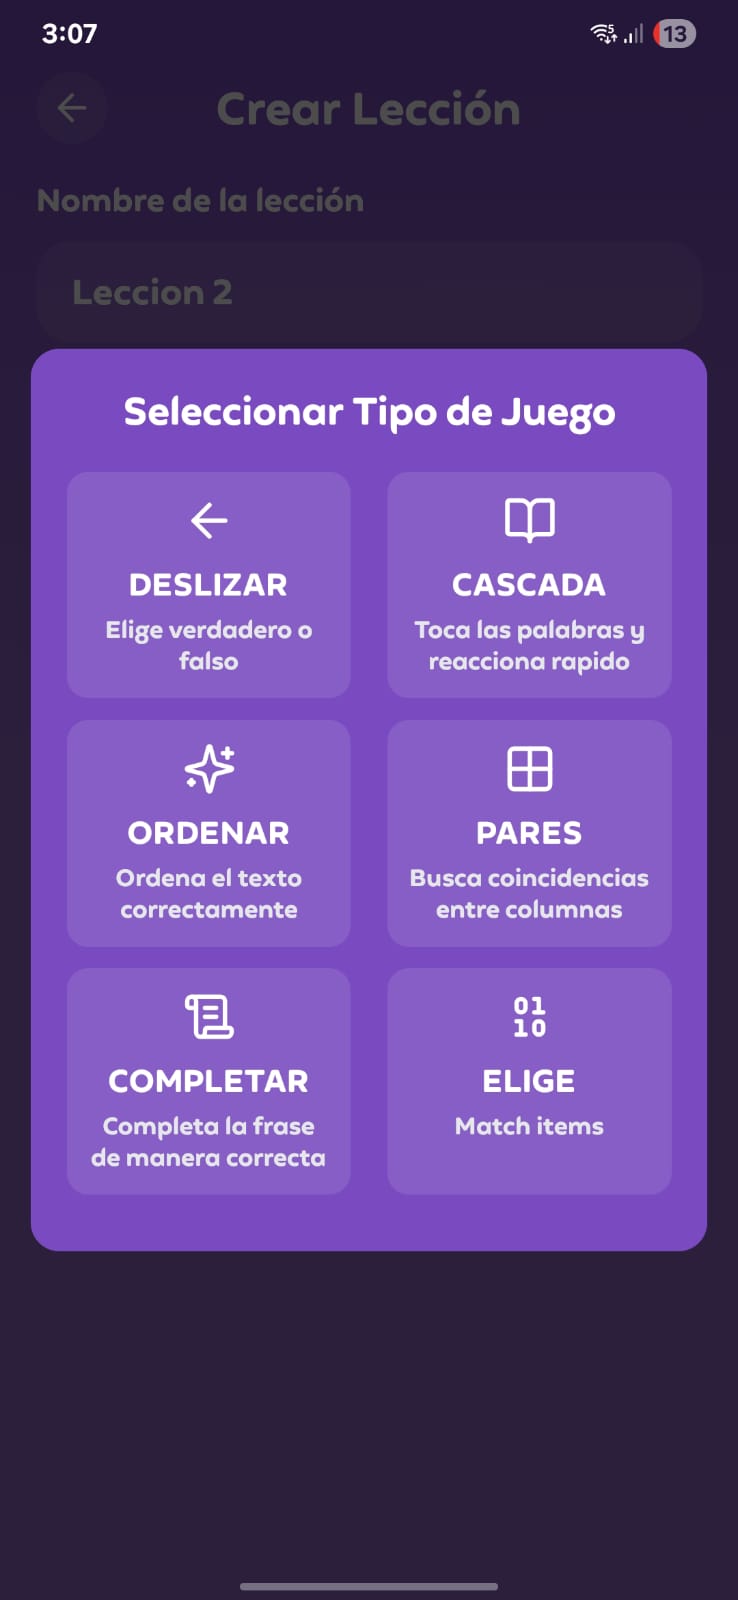 3:07
5
13
Crear Lección
Nombre de la lección
Leccion 2
Seleccionar Tipo de Juego
DESLIZAR
Elige verdadero o
falso
CASCADA
Toca las palabras y
reacciona rapido
ORDENAR
Ordena el texto
correctamente
PARES
Busca coincidencias
entre columnas
COMPLETAR
Completa la frase
de manera correcta
01
10
ELIGE
Match items